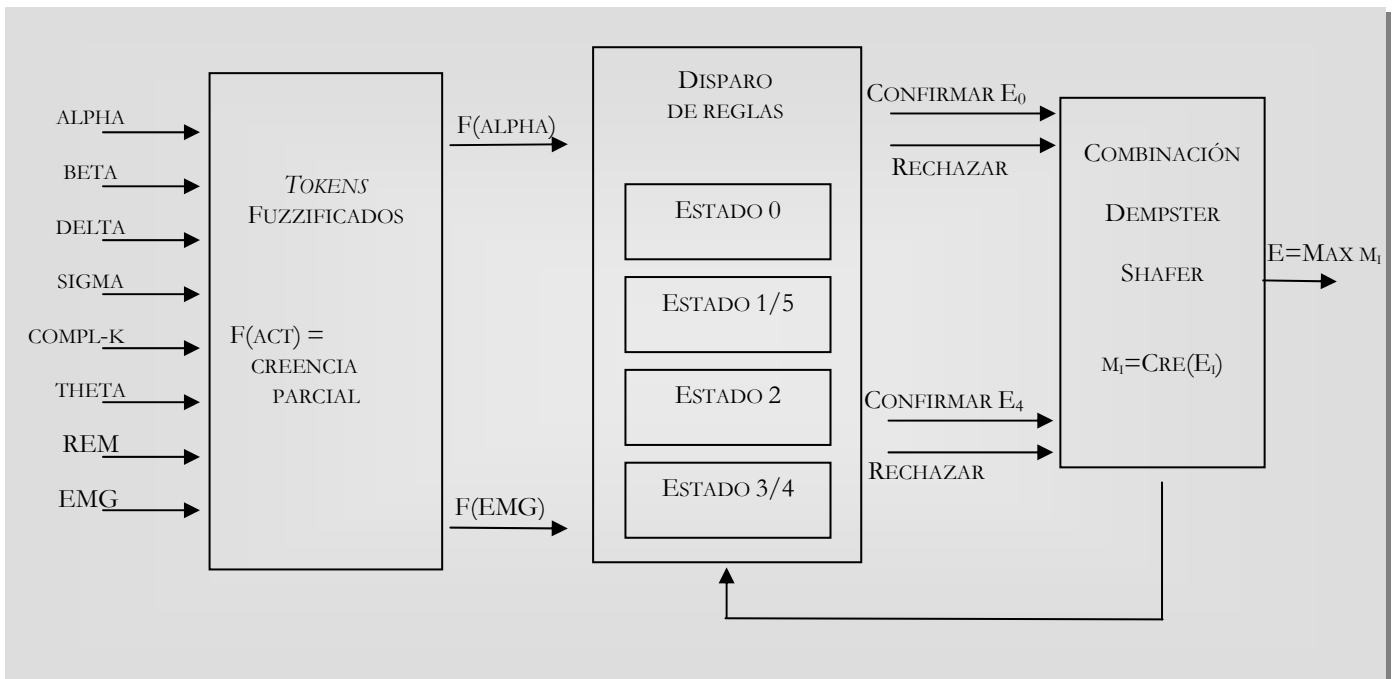 ALPHA
BETA
DELTA
SIGMA
COMPL-K
THETA
REM
EMG
TOKENS
FUZZIFICADOS
F(ACT) =
CREENCIA
PARCIAL
F(ALPHA)
F(EMG)
DISPARO
DE REGLAS
ESTADO 0
ESTADO 1/5
ESTADO 2
ESTADO 3/4
CONFIRMAR E0
RECHAZAR
CONFIRMAR E4
RECHAZAR
COMBINACIÓN
DEMPSTER
SHAFER
MI=CRE(EI)
E=MAX MI